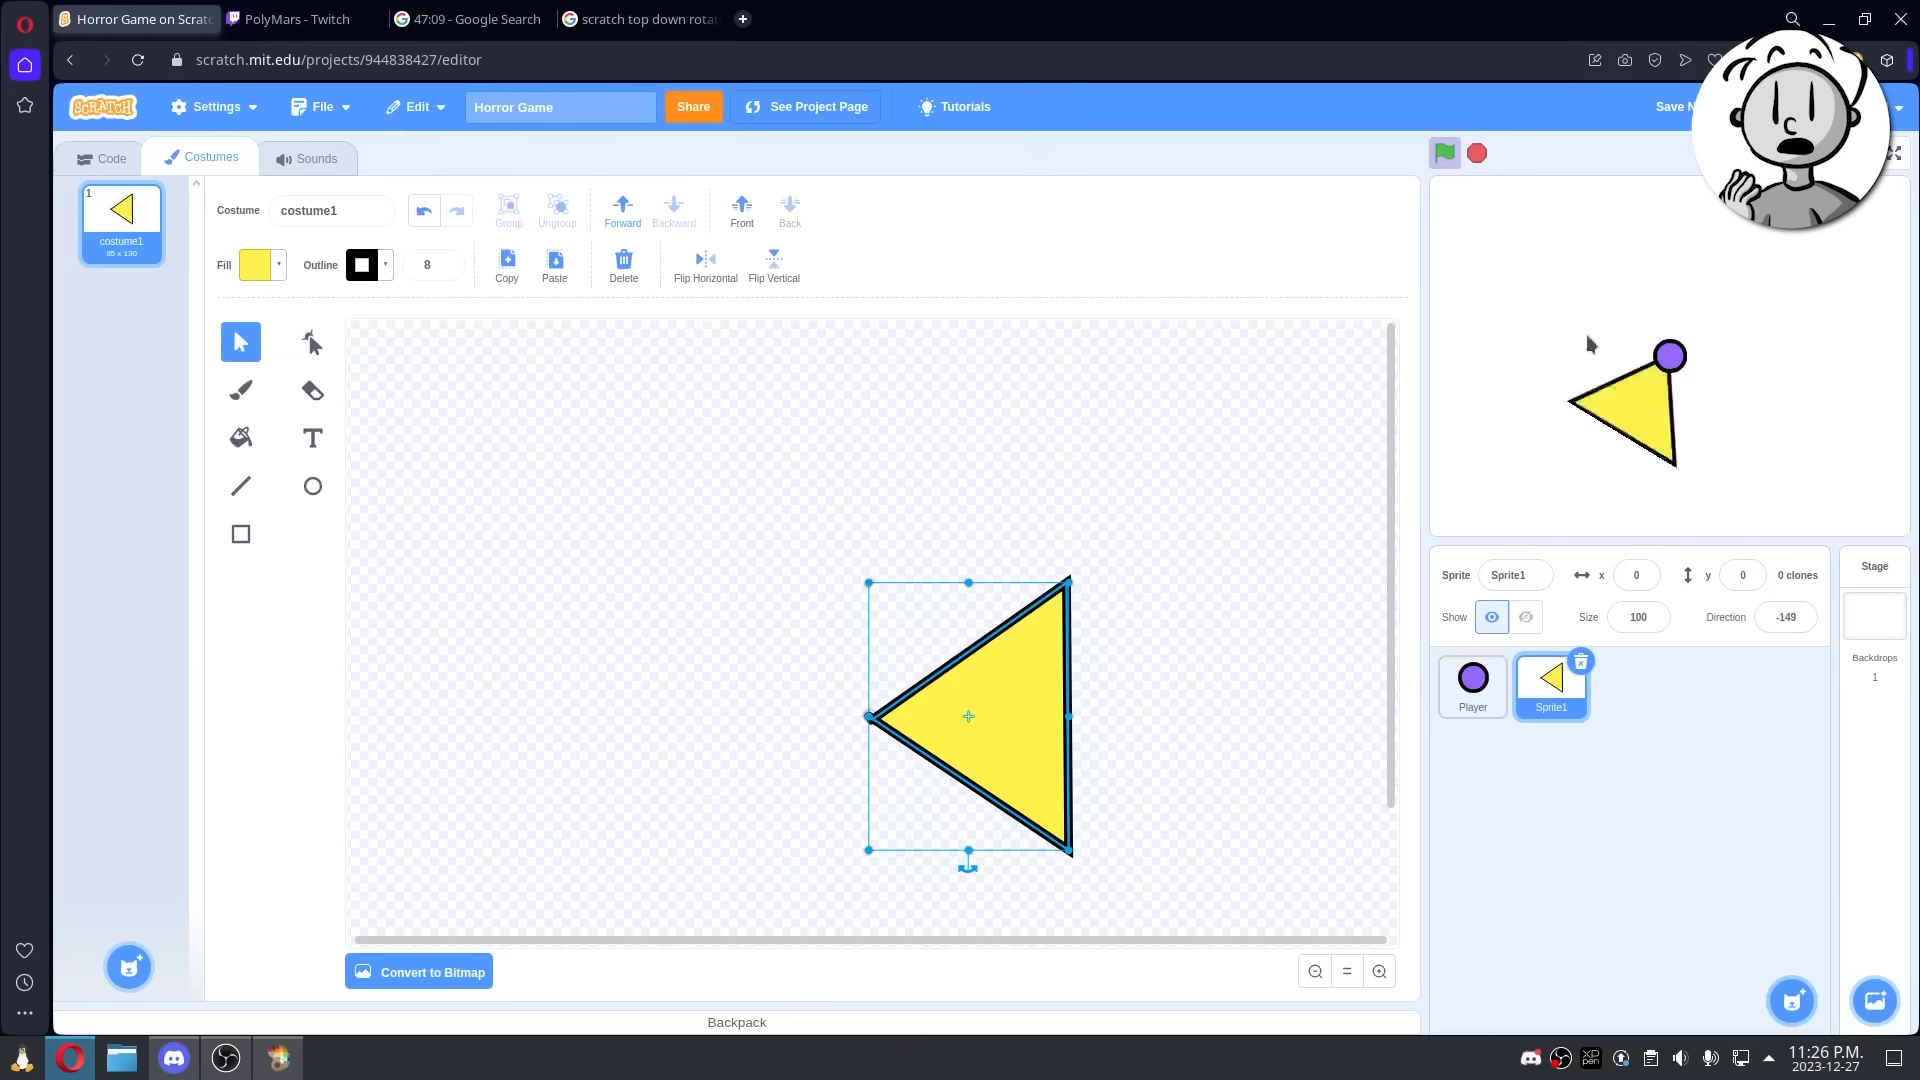 Horror Game on Scratc
PolyMars - Twitch
47:09 - Google Search
scratch top down rotat
scratch.mit.edu/projects/944838427/editor
SCRATCH
Settings
File
Edit
Horror Game
Share
See Project Page
Tutorials
Save N
Code
Costumes
Sounds
1
costume1
95 x 130
Costume
costume1
Group
Ungroup
Forward
Backward
Front
Back
Fill
Outline
8
Copy
Paste
Delete
Flip Horizontal
Flip Vertical
Convert to Bitmap
Backpack
Sprite
Sprite1
x
0
y
0
0 clones
Show
Size
100
Direction
-149
Player
Sprite1
Stage
Backdrops
1
XP
PEN
11:26 P.M.
2023-12-27